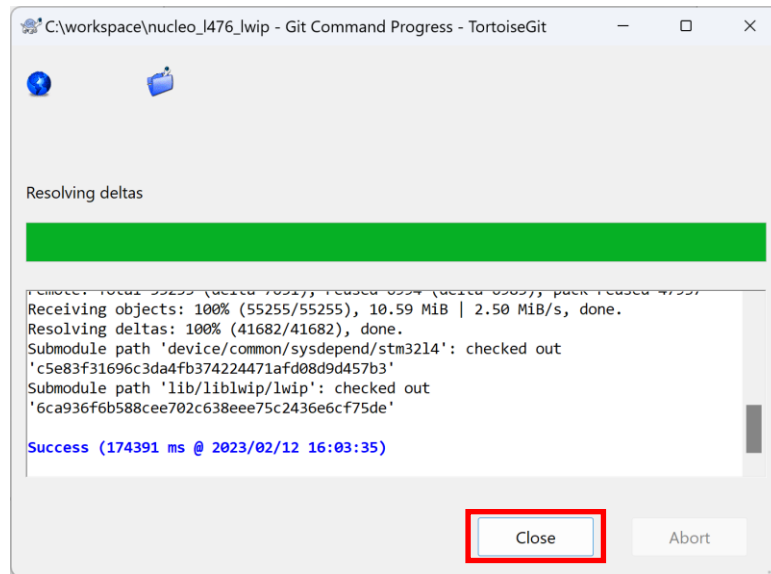 C:\workspace\nucleo_l476_lwip - Git Command Progress - TortoiseGit
Resolving deltas
Receiving objects: 100% (55255/55255), 10.59 MiB | 2.50 MiB/s, done.
Resolving deltas: 100% (41682/41682), done.
Submodule path 'device/common/sysdepend/stm32l4': checked out
'c5e83f31696c3da4fb374224471afd08d9d457b3'
Submodule path 'lib/liblwip/lwip': checked out
'6ca936f6b588cee702c638eee75c2436e6cf75de'
Success (174391 ms @ 2023/02/12 16:03:35)
Close
Abort